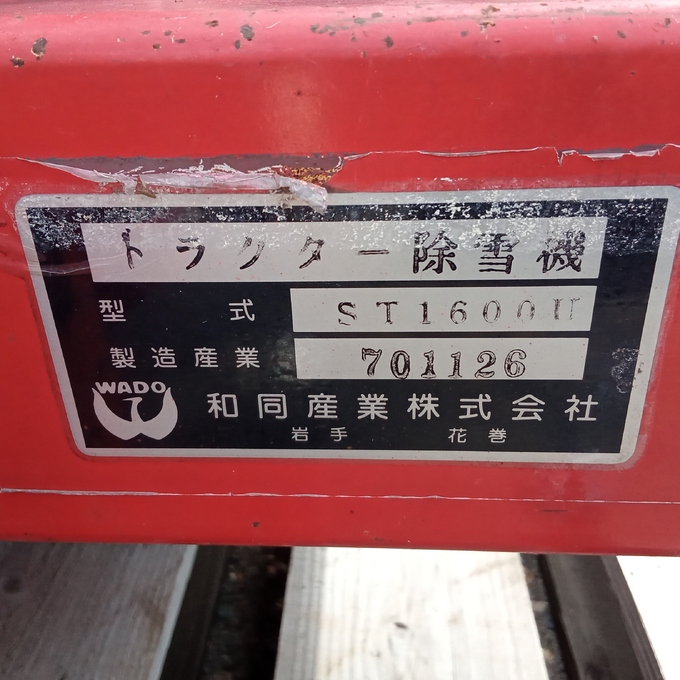 トラクター除雪機
型式 ST1600II
製造産業 701126
WADO 和同産業株式会社
岩手 花巻